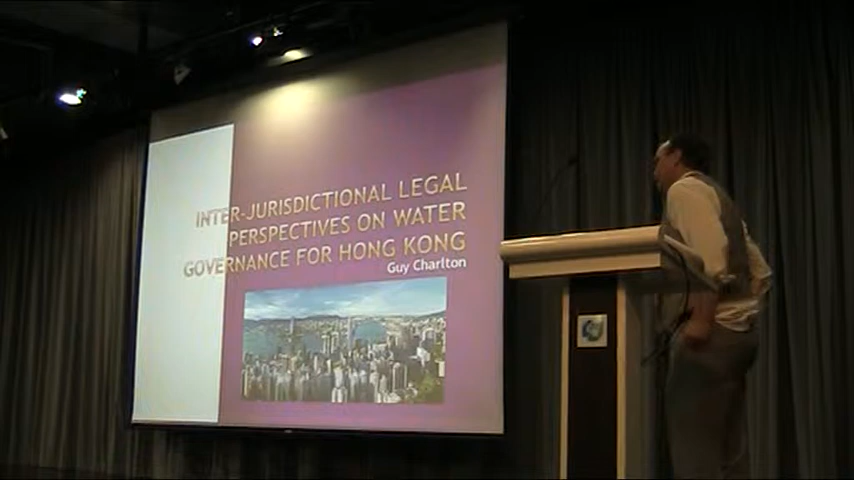 INTER-JURISDICTIONAL LEGAL
PERSPECTIVES ON WATER
GOVERNANCE FOR HONG KONG
Guy Charlton